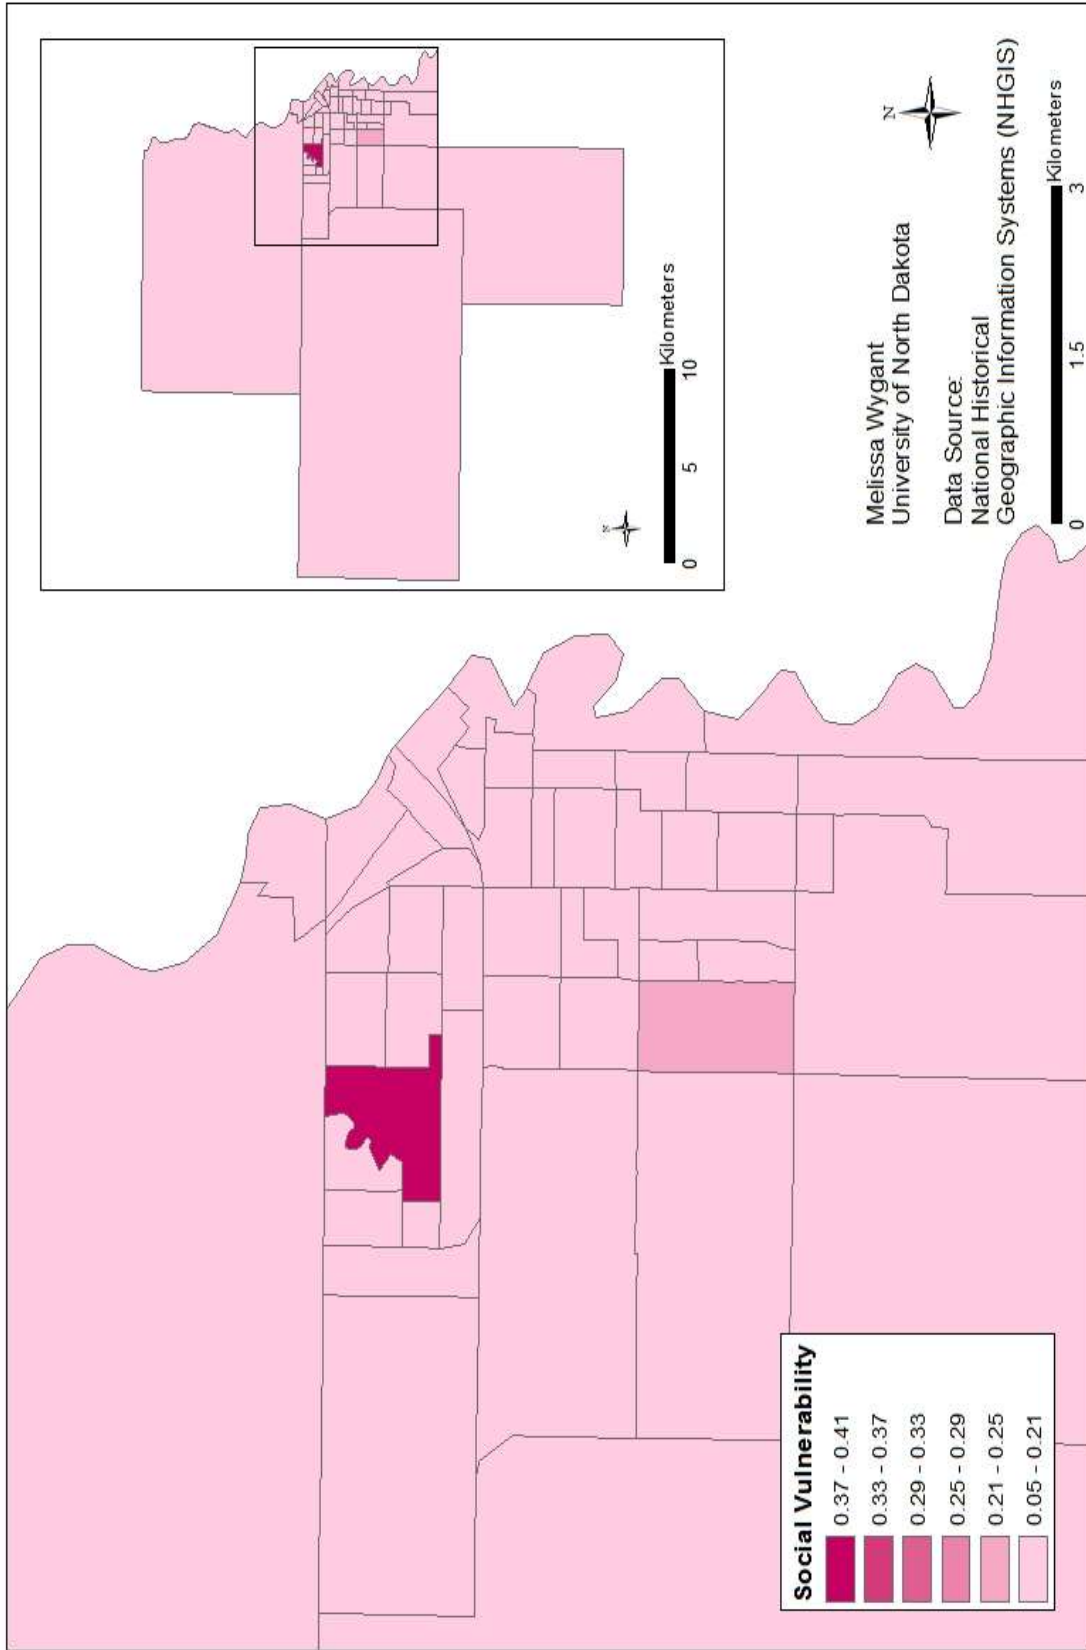 N
0
5
10
Kilometers
N
Melissa Wygant
University of North Dakota
Data Source:
National Historical
Geographic Information Systems (NHGIS)
0
1.5
3
Kilometers
Social Vulnerability
0.37 - 0.41
0.33 - 0.37
0.29 - 0.33
0.25 - 0.29
0.21 - 0.25
0.05 - 0.21